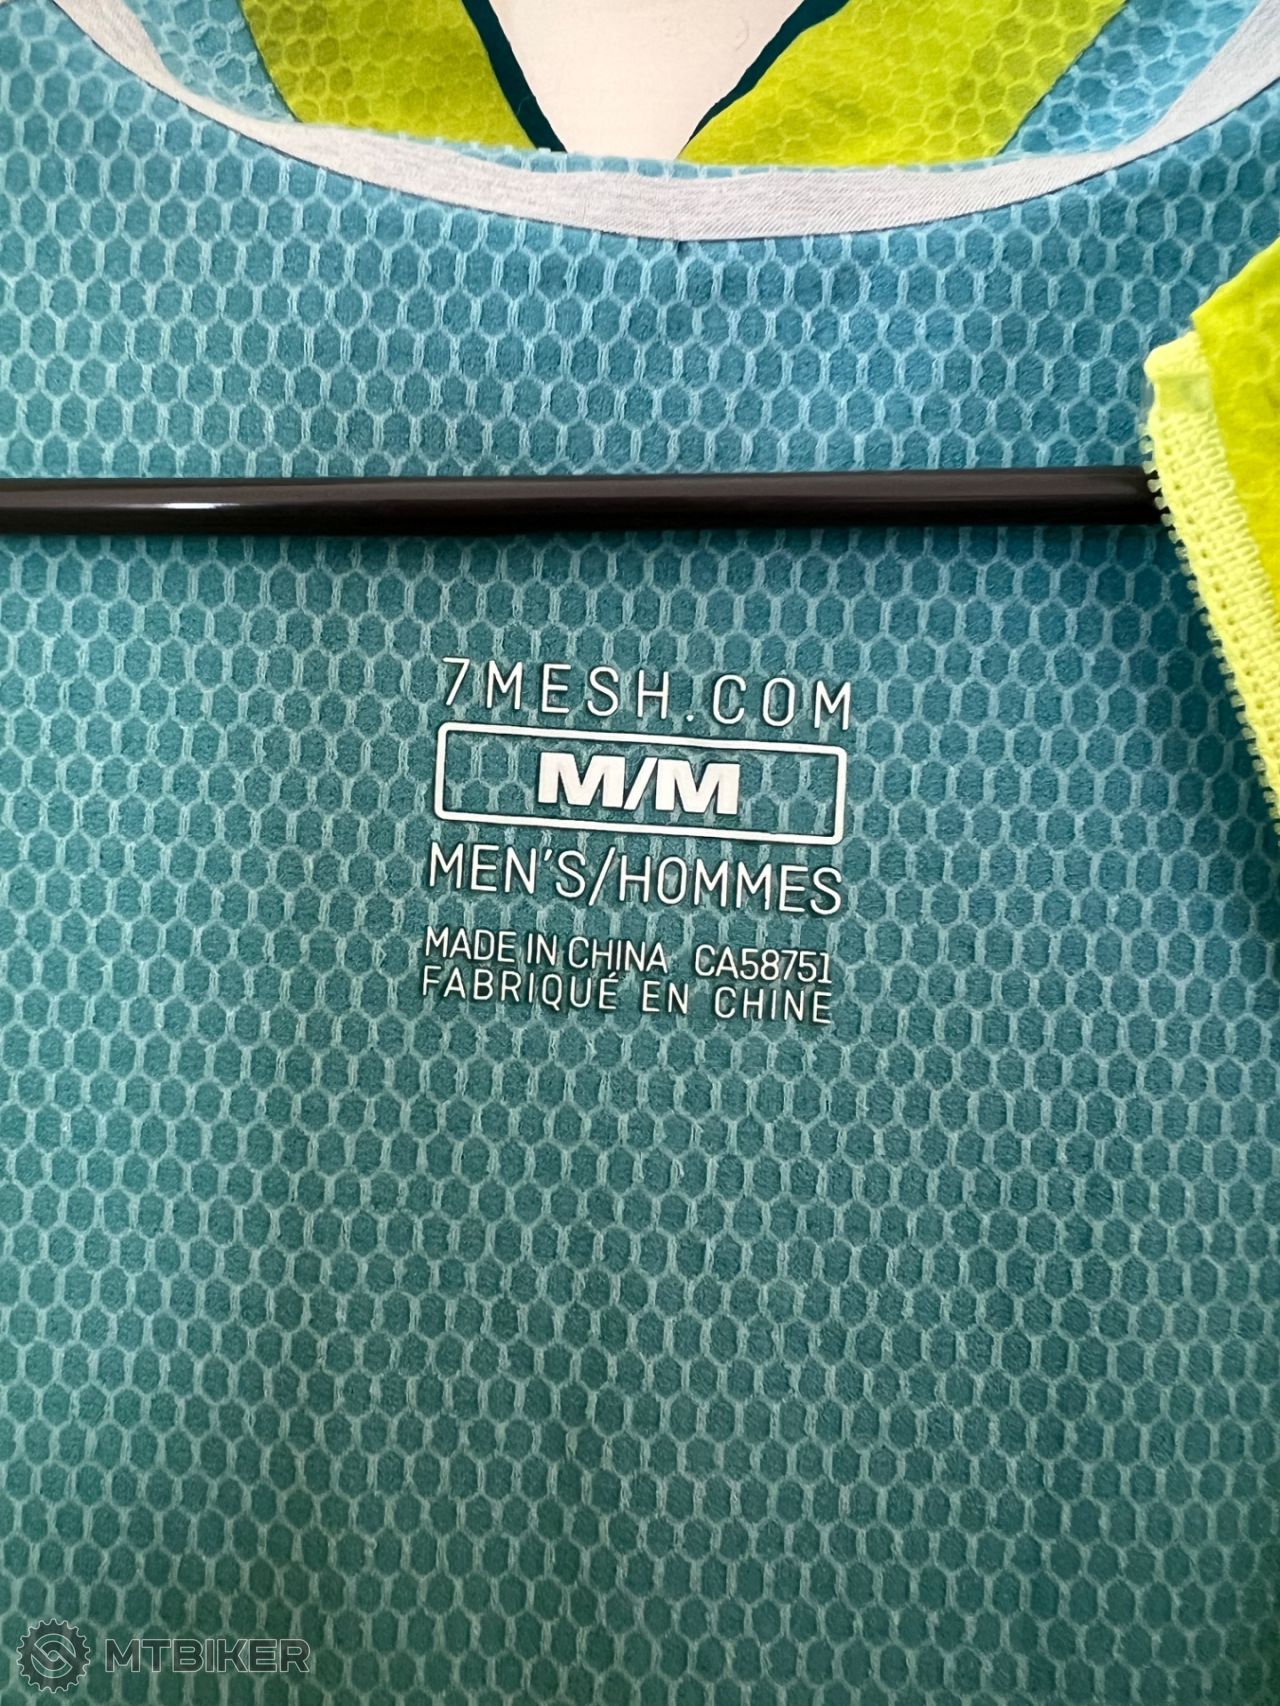 7MESH.COM
M/M
MEN'S/HOMMES
MADE IN CHINA CA58751
FABRIQUÉ EN CHINE
MTBIKER